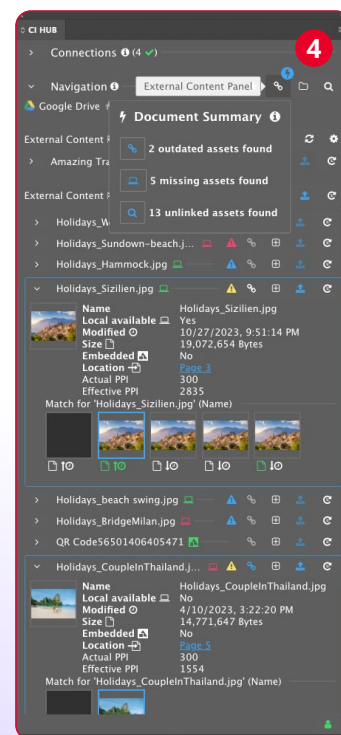 CI HUB
4
Connections (4 ✓)
Navigation
External Content Panel
Google Drive
Document Summary
External Content
2 outdated assets found
Amazing Tra
5 missing assets found
External Content
13 unlinked assets found
Holidays_W
Holidays_Sundown-beach.j...
Holidays_Hammock.jpg
Holidays_Sizilien.jpg
Name Holidays_Sizilien.jpg
Local available Yes
Modified 10/27/2023, 9:51:14 PM
Size 19,072,654 Bytes
Embedded No
Location Page 3
Actual PPI 300
Effective PPI 2835
Match for 'Holidays_Sizilien.jpg' (Name)
Holidays_beach swing.jpg
Holidays_BridgeMilan.jpg
QR Code56501406405471
Holidays_CoupleInThailand.j...
Name Holidays_CoupleInThailand.jpg
Local available No
Modified 4/10/2023, 3:22:20 PM
Size 14,771,647 Bytes
Embedded No
Location Page 5
Actual PPI 300
Effective PPI 1554
Match for 'Holidays_CoupleInThailand.jpg' (Name)